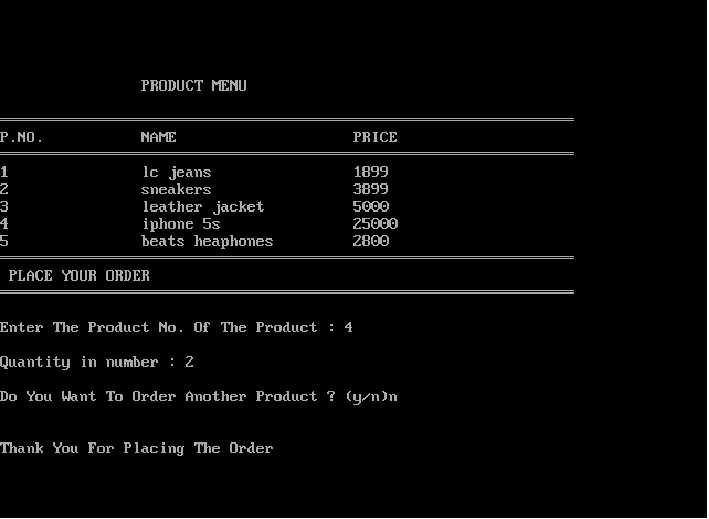 PRODUCT MENU
P.NO. NAME PRICE
1 lc jeans 1899
2 sneakers 3899
3 leather jacket 5000
4 iphone 5s 25000
5 beats heaphones 2800
PLACE YOUR ORDER
Enter The Product No. Of The Product : 4
Quantity in number : 2
Do You Want To Order Another Product ? (y/n)n
Thank You For Placing The Order